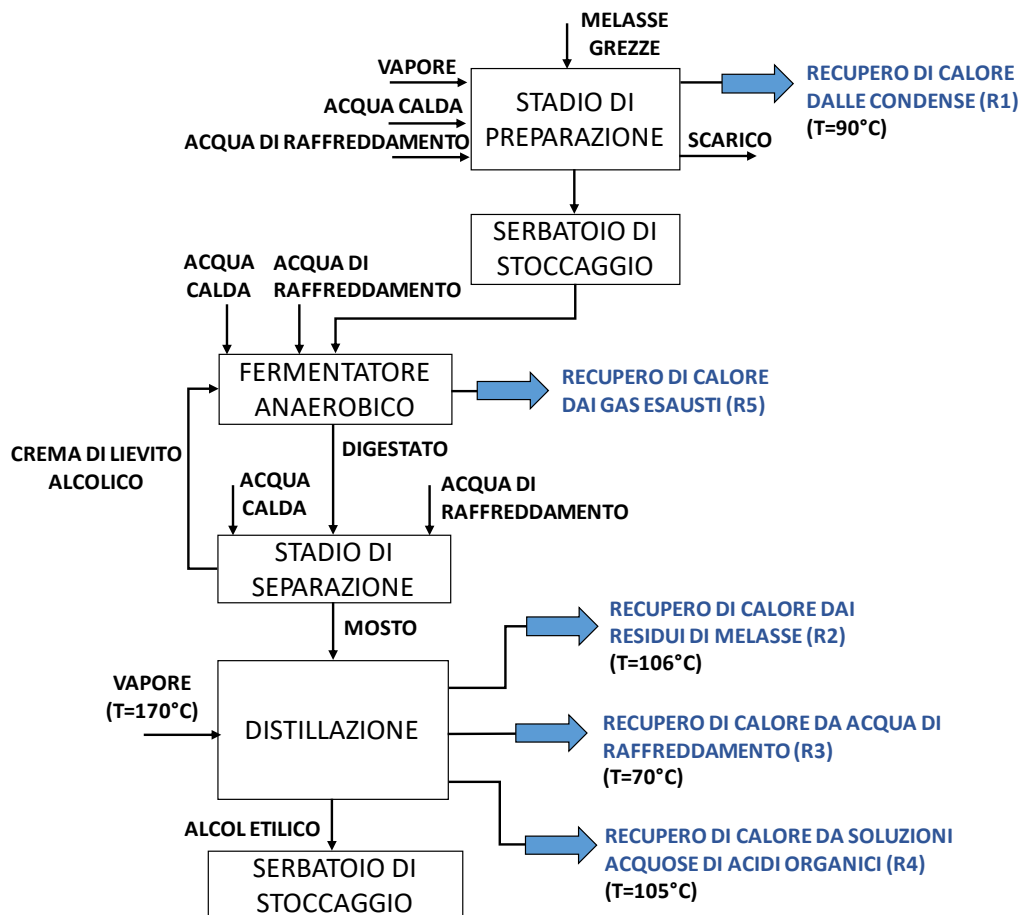 MELASSE
GREZZE
VAPORE
ACQUA CALDA
ACQUA DI RAFFREDDAMENTO
STADIO DI
PREPARAZIONE
SCARICO
RECUPERO DI CALORE
DALLE CONDENSE (R1)
(T=90°C)
SERBATOIO DI
STOCCAGGIO
ACQUA
CALDA
ACQUA DI
RAFFREDDAMENTO
FERMENTATORE
ANAEROBICO
RECUPERO DI CALORE
DAI GAS ESAUSTI (R5)
CREMA DI LIEVITO
ALCOLICO
DIGESTATO
ACQUA
CALDA
ACQUA DI
RAFFREDDAMENTO
STADIO DI
SEPARAZIONE
MOSTO
RECUPERO DI CALORE DAI
RESIDUI DI MELASSE (R2)
(T=106°C)
VAPORE
(T=170°C)
DISTILLAZIONE
RECUPERO DI CALORE DA ACQUA DI
RAFFREDDAMENTO (R3)
(T=70°C)
ALCOL ETILICO
RECUPERO DI CALORE DA SOLUZIONI
ACQUOSE DI ACIDI ORGANICI (R4)
(T=105°C)
SERBATOIO DI
STOCCAGGIO